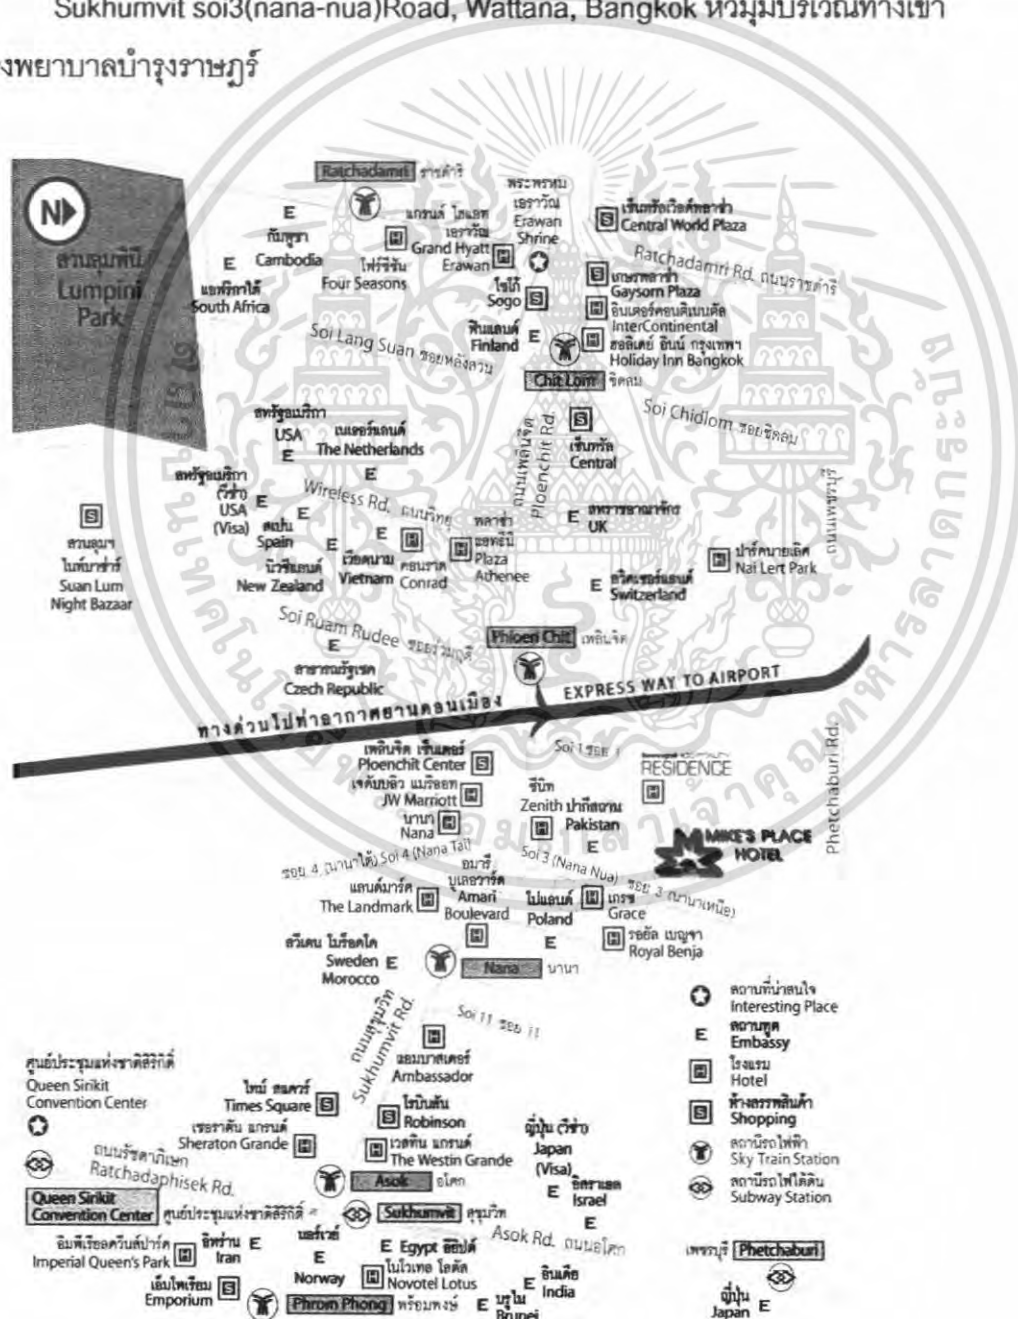 Sukhumvit soi3(nana-nua)Road, Wattana, Bangkok หัวมุมบริเวณทางเข้า
งพยาบาลบำรุงราษฎร์
N
สวนลุมพินี
Lumpini
Park
Ratchadamri ราชดำริ
E
กัมพูชา
Cambodia
E
แอฟริกาใต้
South Africa
โฟร์ซีซัน
Four Seasons
แกรนด์ ไฮแอท
เอราวัณ
Grand Hyatt
Erawan
พระพรหม
เอราวัณ
Erawan
Shrine
เซ็นทรัลเวิลด์พลาซ่า
Central World Plaza
Ratchadamri Rd. ถนนราชดำริ
เกษรพลาซ่า
Gaysorn Plaza
โซโก้
Sogo
อินเตอร์คอนติเนนตัล
InterContinental
ฟินแลนด์
Finland E
ฮอลิเดย์ อินน์ กรุงเทพฯ
Holiday Inn Bangkok
Soi Lang Suan ซอยหลังสวน
Chit Lom ชิดลม
Soi Chidlom ซอยชิดลม
ถนนเพลินจิต
Ploenchit Rd.
เซ็นทรัล
Central
สหรัฐอเมริกา
USA
E
เนเธอร์แลนด์
The Netherlands
E
สหรัฐอเมริกา
(วีซ่า)
USA
(Visa)
E
Wireless Rd. ถนนวิทยุ
E
สเปน
Spain
E
นิวซีแลนด์
New Zealand
E
เวียดนาม
Vietnam
คอนราด
Conrad
พลาซ่า
แอทธินี
Plaza
Athenee
E สหราชอาณาจักร
UK
ถนนเพชรบุรี
ปาร์คนายเลิศ
Nai Lert Park
E สวิตเซอร์แลนด์
Switzerland
สวนลุมฯ
ไนท์บาซ่าร์
Suan Lum
Night Bazaar
Soi Ruam Rudee ซอยร่วมฤดี
E
สาธารณรัฐเชค
Czech Republic
Phloen Chit เพลินจิต
ทางด่วนไปท่าอากาศยานดอนเมือง
EXPRESS WAY TO AIRPORT
เพลินจิต เซ็นเตอร์
Ploenchit Center
Soi 1 ซอย 1
RESIDENCE
Phetchaburi Rd.
เจดับบลิว แมริออท
JW Marriott
นานา
Nana
ซีนิท
Zenith
ปากีสถาน
Pakistan
E
MIKE'S PLACE
HOTEL
ซอย 4 (นานาใต้) Soi 4 (Nana Tai)
Soi 3 (Nana Nua) ซอย 3 (นานาเหนือ)
แลนด์มาร์ค
The Landmark
อมารี
บูเลอวาร์ด
Amari
Boulevard
โปแลนด์
Poland
E
เกรซ
Grace
รอยัล เบญจา
Royal Benja
สวีเดน โมร็อคโค
Sweden E
Morocco
Nana นานา
ถนนสุขุมวิท
Sukhumvit Rd.
Soi 11 ซอย 11
แอมบาสเดอร์
Ambassador
สถานที่น่าสนใจ
Interesting Place
E
สถานทูต
Embassy
โรงแรม
Hotel
ห้างสรรพสินค้า
Shopping
สถานีรถไฟฟ้า
Sky Train Station
สถานีรถไฟใต้ดิน
Subway Station
ศูนย์ประชุมแห่งชาติสิริกิติ์
Queen Sirikit
Convention Center
ไทม์ สแควร์
Times Square
โรบินสัน
Robinson
เชอราตัน แกรนด์
Sheraton Grande
เวสทิน แกรนด์
The Westin Grande
ญี่ปุ่น (วีซ่า)
Japan
(Visa)
E
อิสราเอล
Israel
E
ถนนรัชดาภิเษก
Ratchadaphisek Rd.
Asok อโศก
Queen Sirikit
Convention Center ศูนย์ประชุมแห่งชาติสิริกิติ์
Sukhumvit สุขุมวิท
Asok Rd. ถนนอโศก
อิมพีเรียลควีนส์ปาร์ค
Imperial Queen's Park
อิหร่าน E
Iran
นอร์เวย์
E
Norway
E Egypt อียิปต์
โนโวเทล โลตัส
Novotel Lotus
E อินเดีย
India
เพชรบุรี Phetchaburi
เอ็มโพเรียม
Emporium
Phrom Phong พร้อมพงษ์
E บรูไน
Brunei
ญี่ปุ่น
Japan E